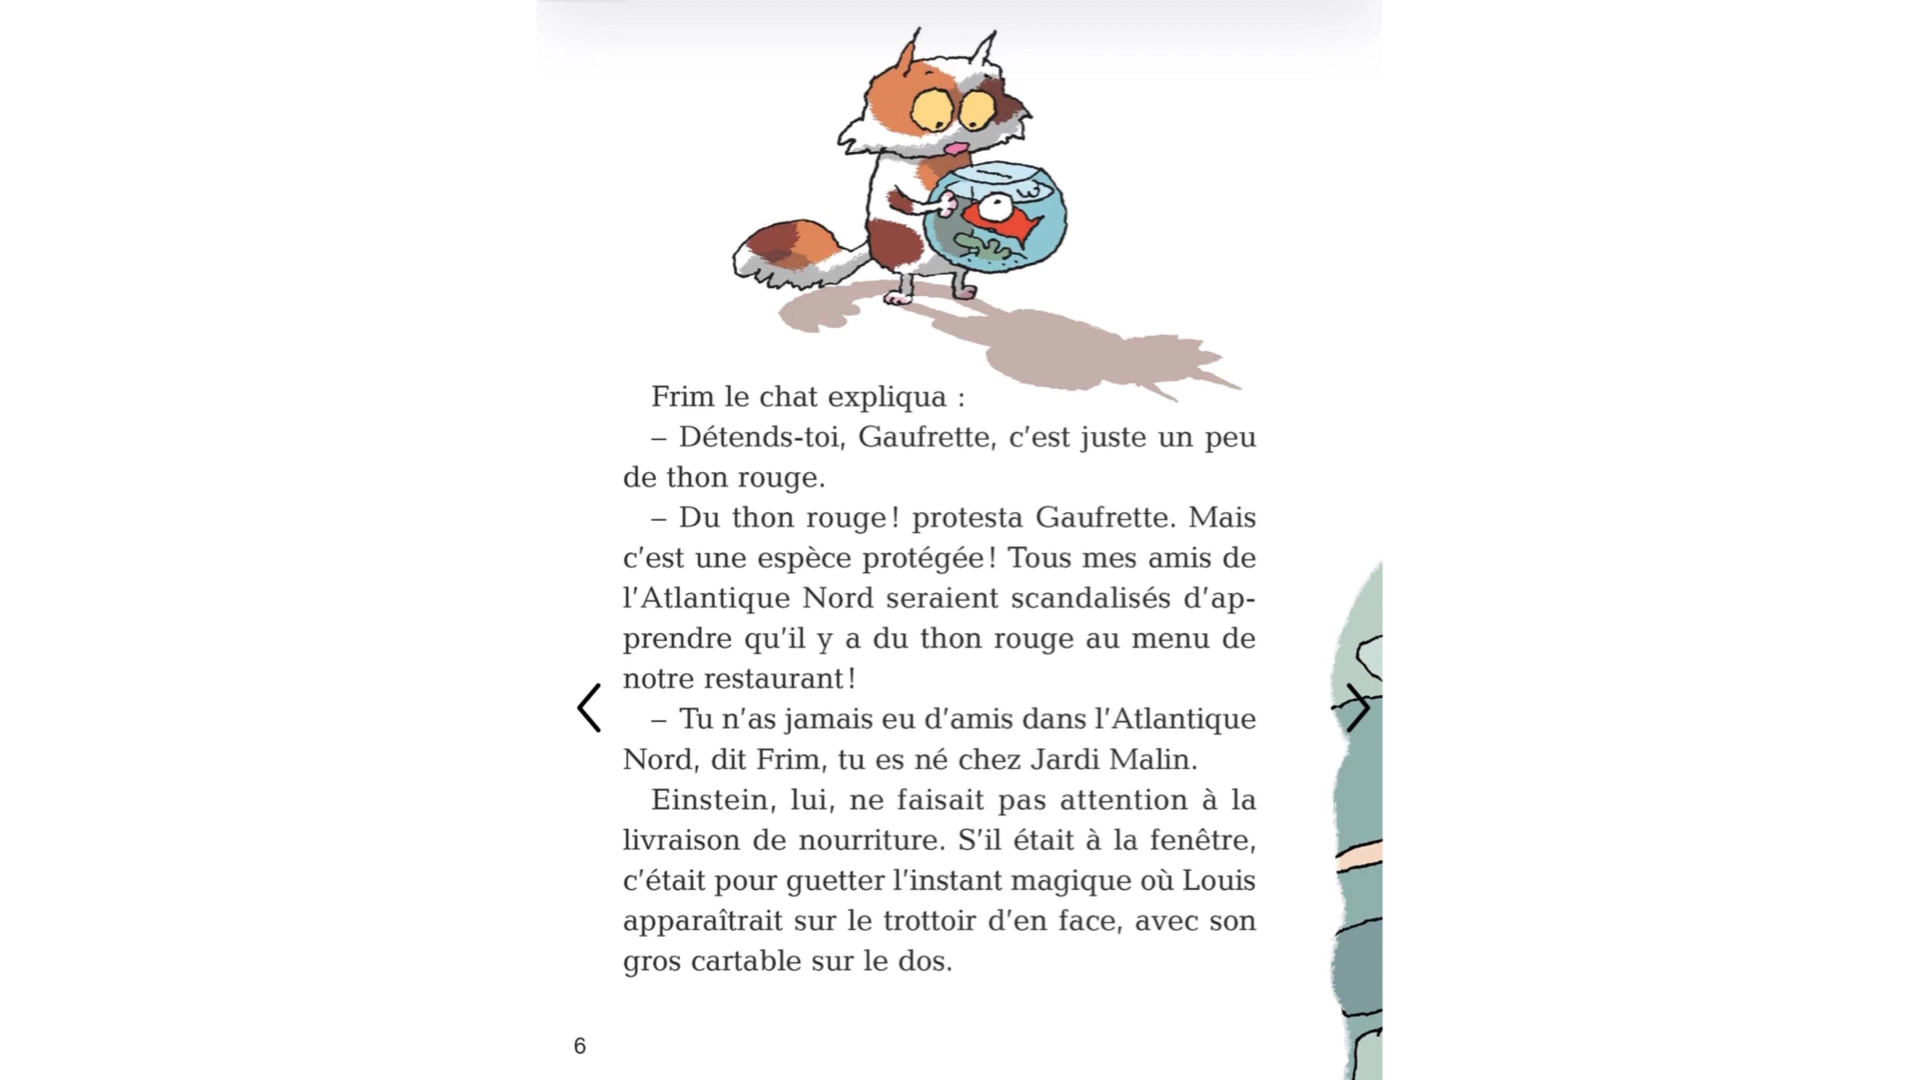 Frim le chat expliqua :
– Détends-toi, Gaufrette, c’est juste un peu
de thon rouge.
– Du thon rouge ! protesta Gaufrette. Mais
c’est une espèce protégée ! Tous mes amis de
l’Atlantique Nord seraient scandalisés d’ap-
prendre qu’il y a du thon rouge au menu de
notre restaurant !
– Tu n’as jamais eu d’amis dans l’Atlantique
Nord, dit Frim, tu es né chez Jardi Malin.
Einstein, lui, ne faisait pas attention à la
livraison de nourriture. S’il était à la fenêtre,
c’était pour guetter l’instant magique où Louis
apparaîtrait sur le trottoir d’en face, avec son
gros cartable sur le dos.
6